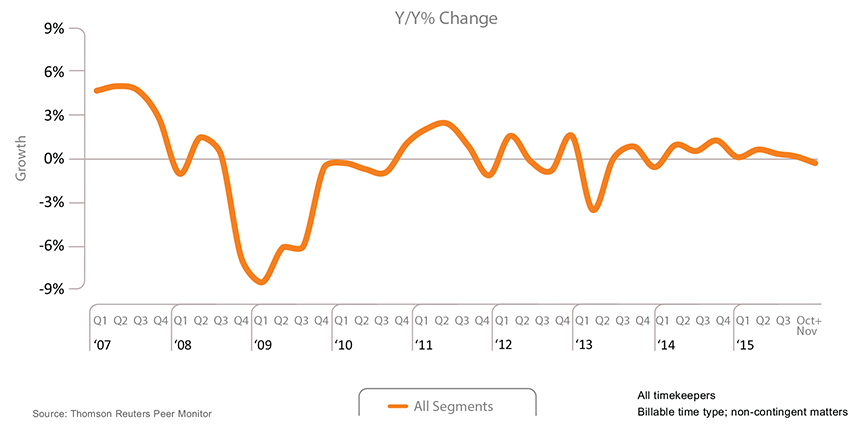 Y/Y% Change
9%
6%
3%
0%
-3%
-6%
-9%
Growth
Q1 Q2 Q3 Q4 Q1 Q2 Q3 Q4 Q1 Q2 Q3 Q4 Q1 Q2 Q3 Q4 Q1 Q2 Q3 Q4 Q1 Q2 Q3 Q4 Q1 Q2 Q3 Q4 Q1 Q2 Q3 Q4 Q1 Q2 Q3 Oct+
Nov
‘07 ‘08 ‘09 ‘10 ‘11 ‘12 ‘13 ‘14 ‘15
All Segments
All timekeepers
Billable time type; non-contingent matters
Source: Thomson Reuters Peer Monitor